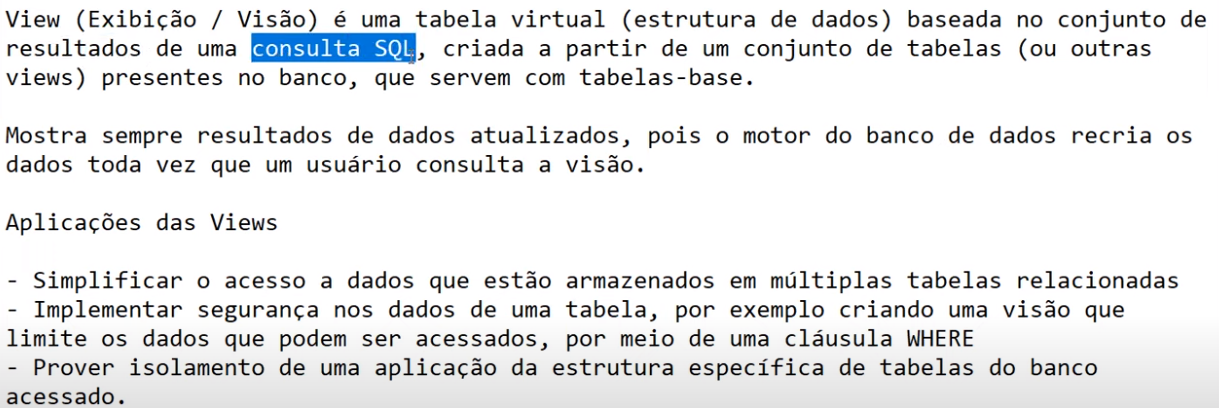 View (Exibição / Visão) é uma tabela virtual (estrutura de dados) baseada no conjunto de
resultados de uma consulta SQL, criada a partir de um conjunto de tabelas (ou outras
views) presentes no banco, que servem com tabelas-base.
Mostra sempre resultados de dados atualizados, pois o motor do banco de dados recria os
dados toda vez que um usuário consulta a visão.
Aplicações das Views
- Simplificar o acesso a dados que estão armazenados em múltiplas tabelas relacionadas
- Implementar segurança nos dados de uma tabela, por exemplo criando uma visão que
limite os dados que podem ser acessados, por meio de uma cláusula WHERE
- Prover isolamento de uma aplicação da estrutura específica de tabelas do banco
acessado.